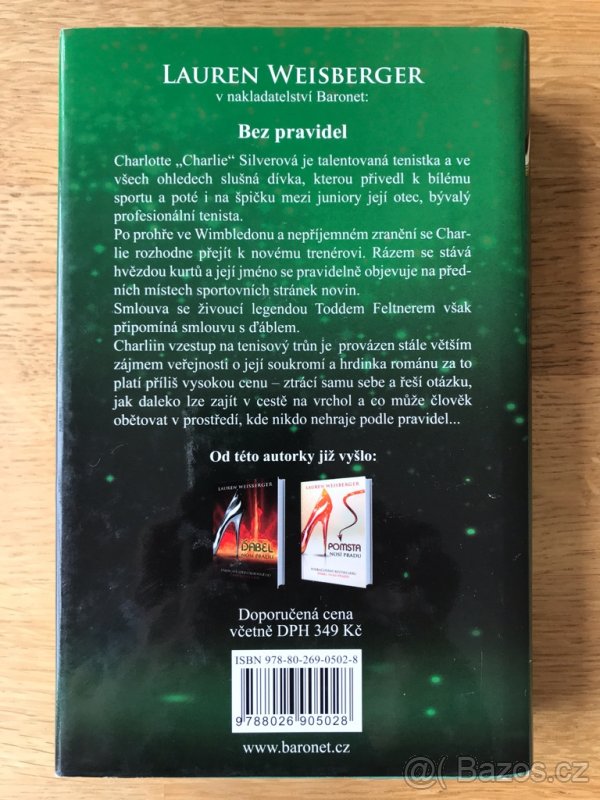 LAUREN WEISBERGER
v nakladatelství Baronet:
Bez pravidel
Charlotte „Charlie“ Silverová je talentovaná tenistka a ve
všech ohledech slušná dívka, kterou přivedl k bílému
sportu a poté i na špičku mezi juniory její otec, bývalý
profesionální tenista.
Po prohře ve Wimbledonu a nepříjemném zranění se Char-
lie rozhodne přejít k novému trenérovi. Rázem se stává
hvězdou kurtů a její jméno se pravidelně objevuje na před-
ních místech sportovních stránek novin.
Smlouva se živoucí legendou Toddem Feltnerem však
připomíná smlouvu s ďáblem.
Charliin vzestup na tenisový trůn je provázen stále větším
zájmem veřejnosti o její soukromí a hrdinka románu za to
platí příliš vysokou cenu – ztrácí samu sebe a řeší otázku,
jak daleko lze zajít v cestě na vrchol a co může člověk
obětovat v prostředí, kde nikdo nehraje podle pravidel...
Od této autorky již vyšlo:
LAUREN WEISBERGER
ĎÁBEL
NOSÍ PRADU
LAUREN WEISBERGER
POMSTA
NOSÍ PRADU
Doporučená cena
včetně DPH 349 Kč
ISBN 978-80-269-0502-8
9 788026 905028
www.baronet.cz
Bazos.cz